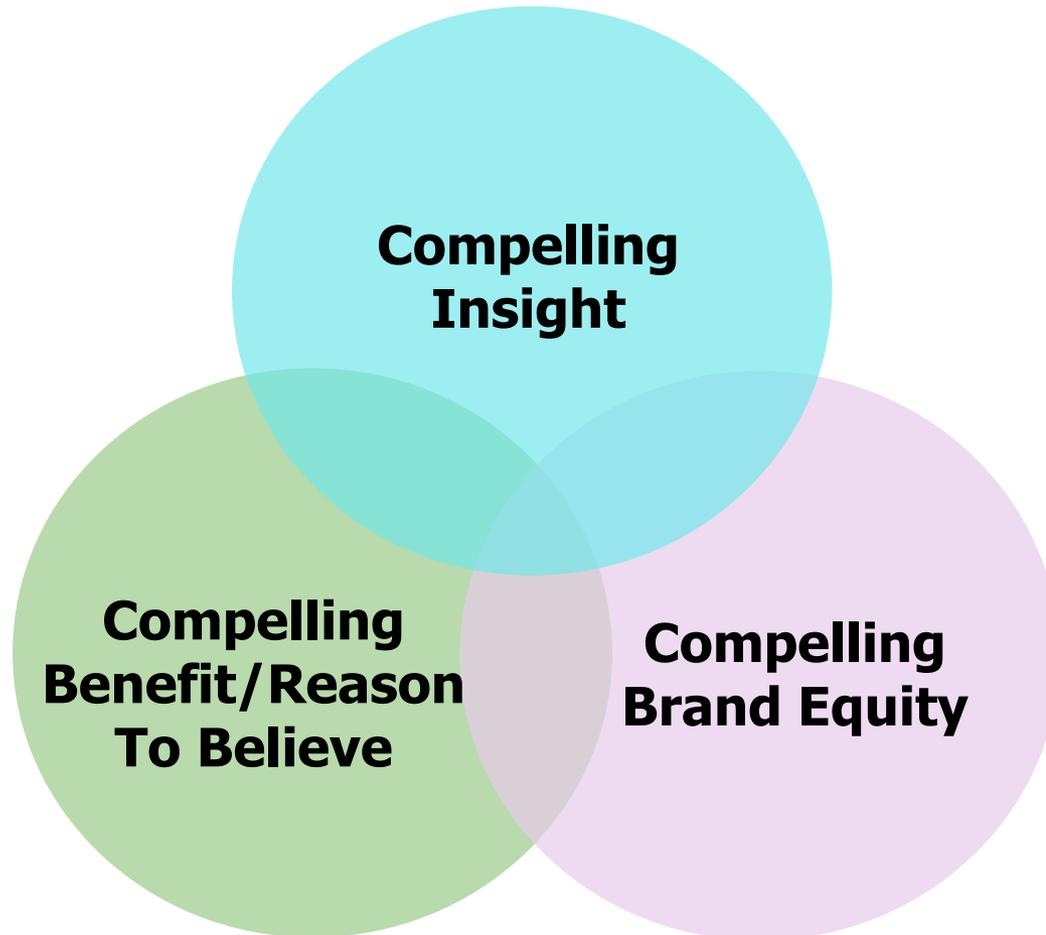 Compelling
Insight
Compelling
Benefit/Reason
To Believe
Compelling
Brand Equity